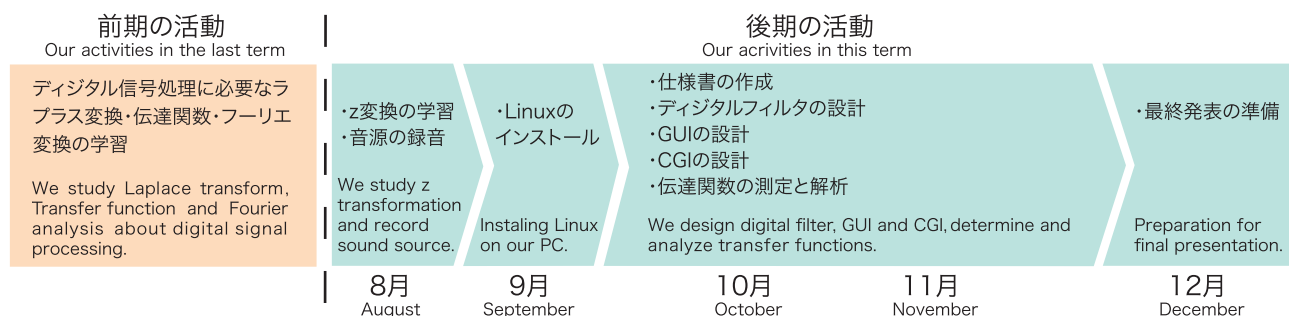 前期の活動
Our activities in the last term
ディジタル信号処理に必要なラ
プラス変換・伝達関数・フーリエ
変換の学習
We study Laplace transform,
Transfer function and Fourier
analysis about digital signal
processing.
後期の活動
Our acrivities in this term
・z変換の学習
・音源の録音
We study z
transformation
and record
sound source.
・Linuxの
インストール
Instaling Linux
on our PC.
・仕様書の作成
・ディジタルフィルタの設計
・GUIの設計
・CGIの設計
・伝達関数の測定と解析
We design digital filter, GUI and CGI, determine and
analyze transfer functions.
・最終発表の準備
Preparation for
final presentation.
8月
August
9月
September
10月
October
11月
November
12月
December